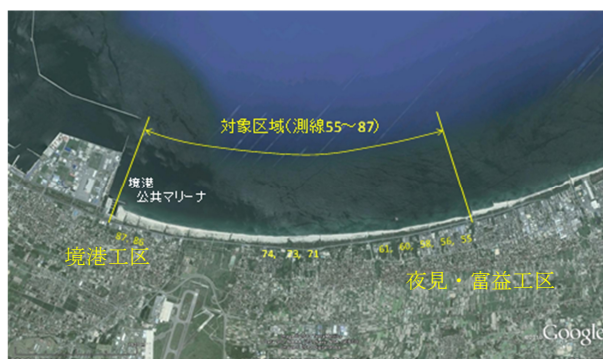 対象区域(測線55～87)
境港
公共マリーナ
87, 86
74, 73, 71
61, 60, 58, 56, 55
境港工区
夜見・富益工区
Google